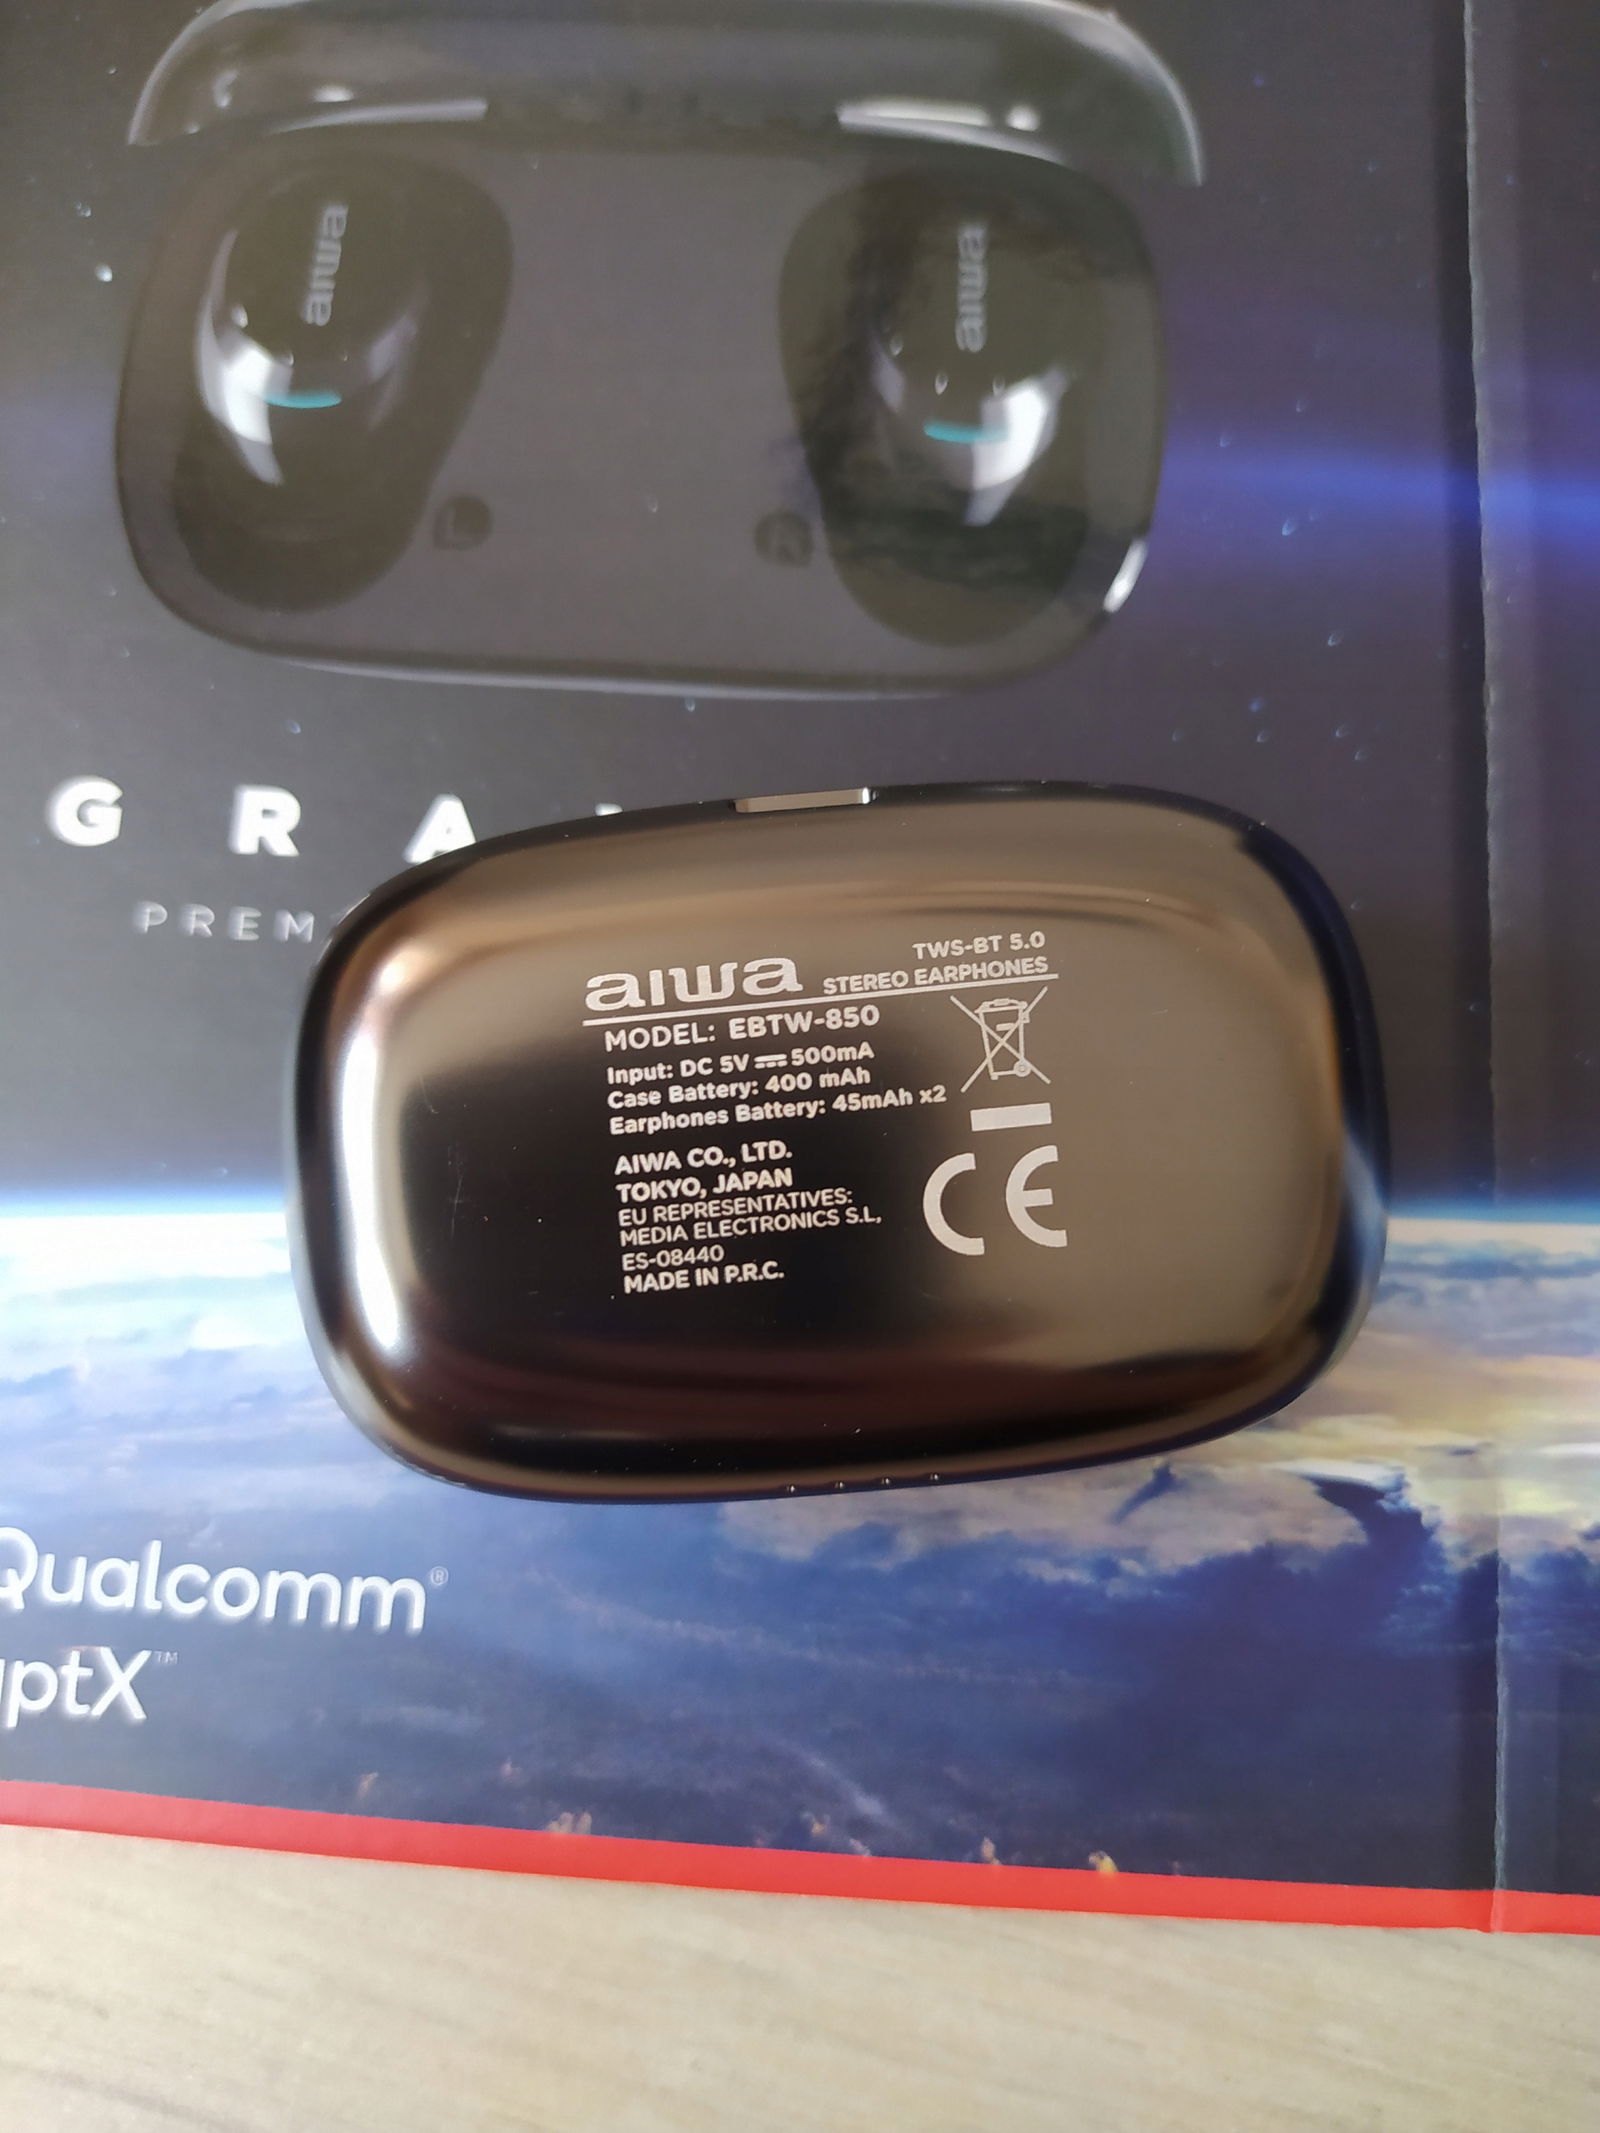 aiwa
aiwa
L
R
G R A
PREM
aiwa
TWS-BT 5.0
STEREO EARPHONES
MODEL: EBTW-850
Input: DC 5V ⎓ 500mA
Case Battery: 400 mAh
Earphones Battery: 45mAh x2
AIWA CO., LTD.
TOKYO, JAPAN
EU REPRESENTATIVES:
MEDIA ELECTRONICS S.L,
ES-08440
MADE IN P.R.C.
CE
Qualcomm®
aptX™